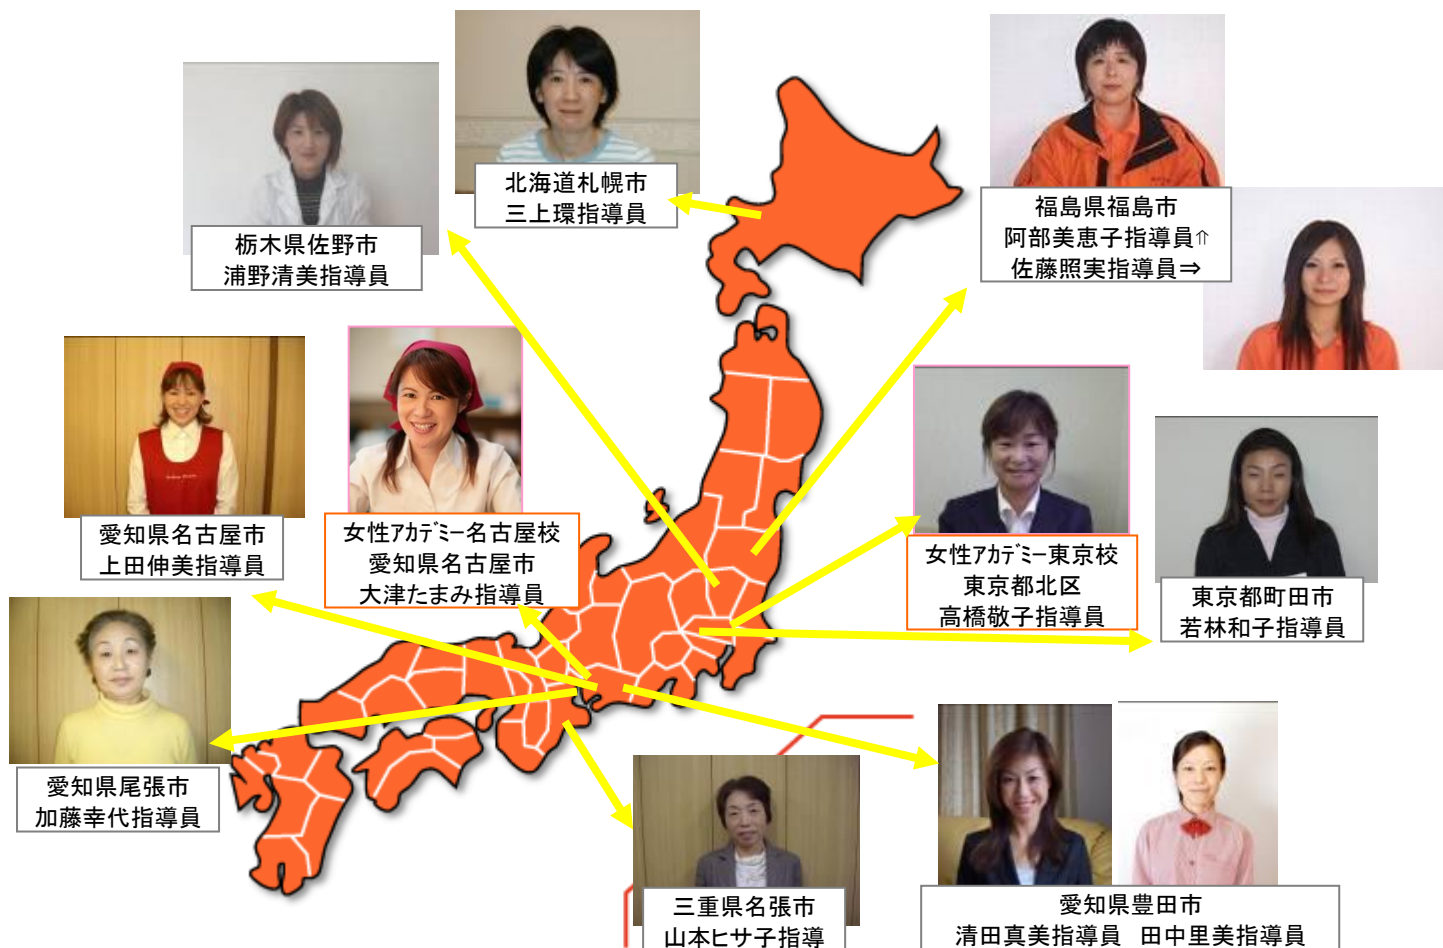 北海道札幌市
三上環指導員
福島県福島市
阿部美恵子指導員⇑
佐藤照実指導員⇒
栃木県佐野市
浦野清美指導員
愛知県名古屋市
上田伸美指導員
女性ｱｶﾃﾞﾐｰ名古屋校
愛知県名古屋市
大津たまみ指導員
女性ｱｶﾃﾞﾐｰ東京校
東京都北区
高橋敬子指導員
東京都町田市
若林和子指導員
愛知県尾張市
加藤幸代指導員
三重県名張市
山本ヒサ子指導
愛知県豊田市
清田真美指導員　田中里美指導員